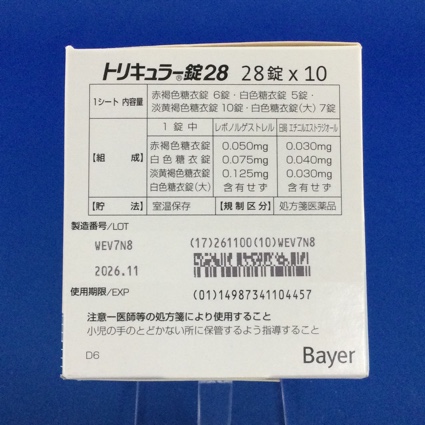 トリキュラー®錠28 28錠 x 10
1シート 内容量 赤褐色糖衣錠 6錠・白色糖衣錠 5錠・
淡黄褐色糖衣錠 10錠・白色糖衣錠(大) 7錠
【組 成】 1錠中 レボノルゲストレル 日局 エチニルエストラジオール
赤褐色糖衣錠 0.050mg 0.030mg
白色糖衣錠 0.075mg 0.040mg
淡黄褐色糖衣錠 0.125mg 0.030mg
白色糖衣錠(大) 含有せず 含有せず
【貯 法】 室温保存 【規制区分】 処方箋医薬品
製造番号/LOT
WEV7N8 (17)261100(10)WEV7N8
2026.11
使用期限/EXP (01)14987341104457
注意-医師等の処方箋により使用すること
小児の手のとどかない所に保管するよう指導すること
D6 Bayer